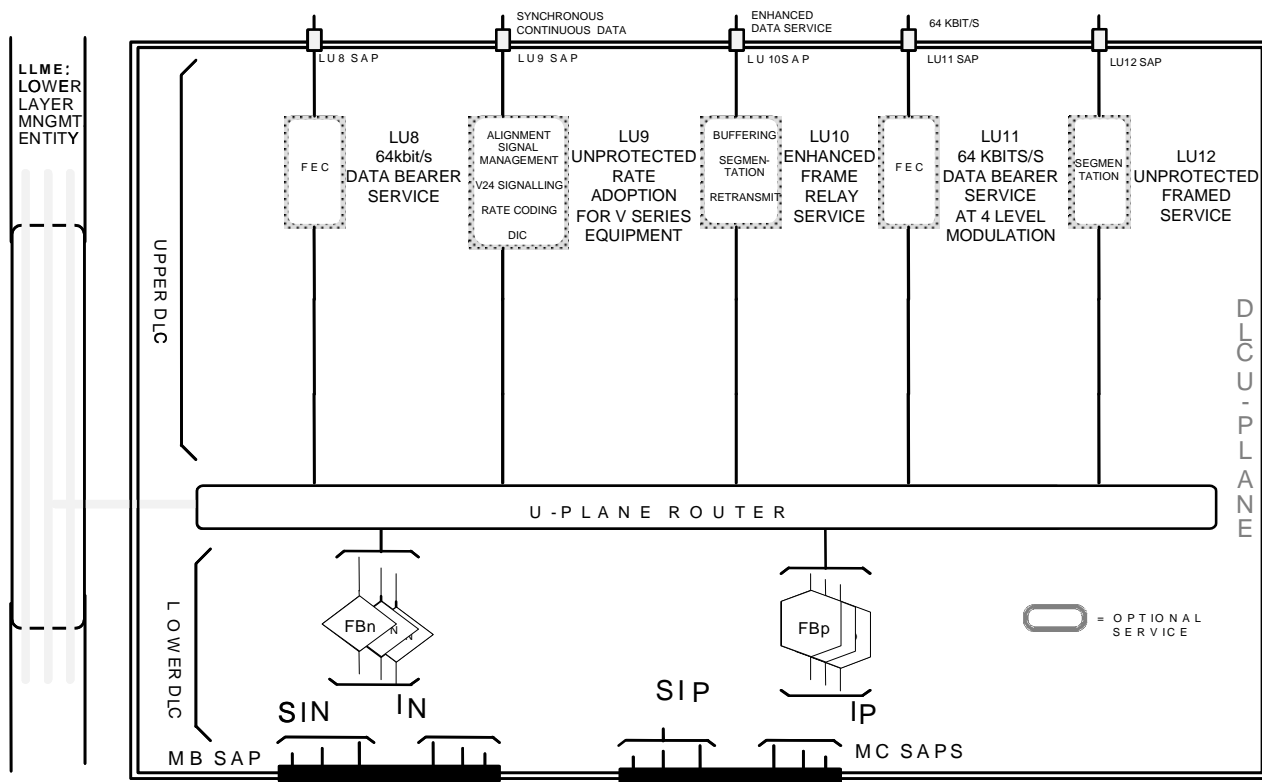 SYNCHRONOUS
CONTINUOUS DATA
ENHANCED
DATA SERVICE
64 KBIT/S
LU8 SAP
LU9 SAP
LU10SAP
LU11 SAP
LU12 SAP
LLME:
LOWER
LAYER
MNGMT
ENTITY
FEC
LU8
64kbit/s
DATA BEARER
SERVICE
ALIGNMENT
SIGNAL
MANAGEMENT
V24 SIGNALLING
RATE CODING
DIC
LU9
UNPROTECTED
RATE
ADOPTION
FOR V SERIES
EQUIPMENT
BUFFERING
SEGMEN-
TATION
RETRANSMIT
LU10
ENHANCED
FRAME
RELAY
SERVICE
FEC
LU11
64 KBITS/S
DATA BEARER
SERVICE
AT 4 LEVEL
MODULATION
SEGMEN
TATION
LU12
UNPROTECTED
FRAMED
SERVICE
UPPER DLC
DLC U-PLANE
U-PLANE ROUTER
LOWER DLC
FBn
N
FBp
= OPTIONAL
SERVICE
SIN
IN
SIP
IP
MB SAP
MC SAPS